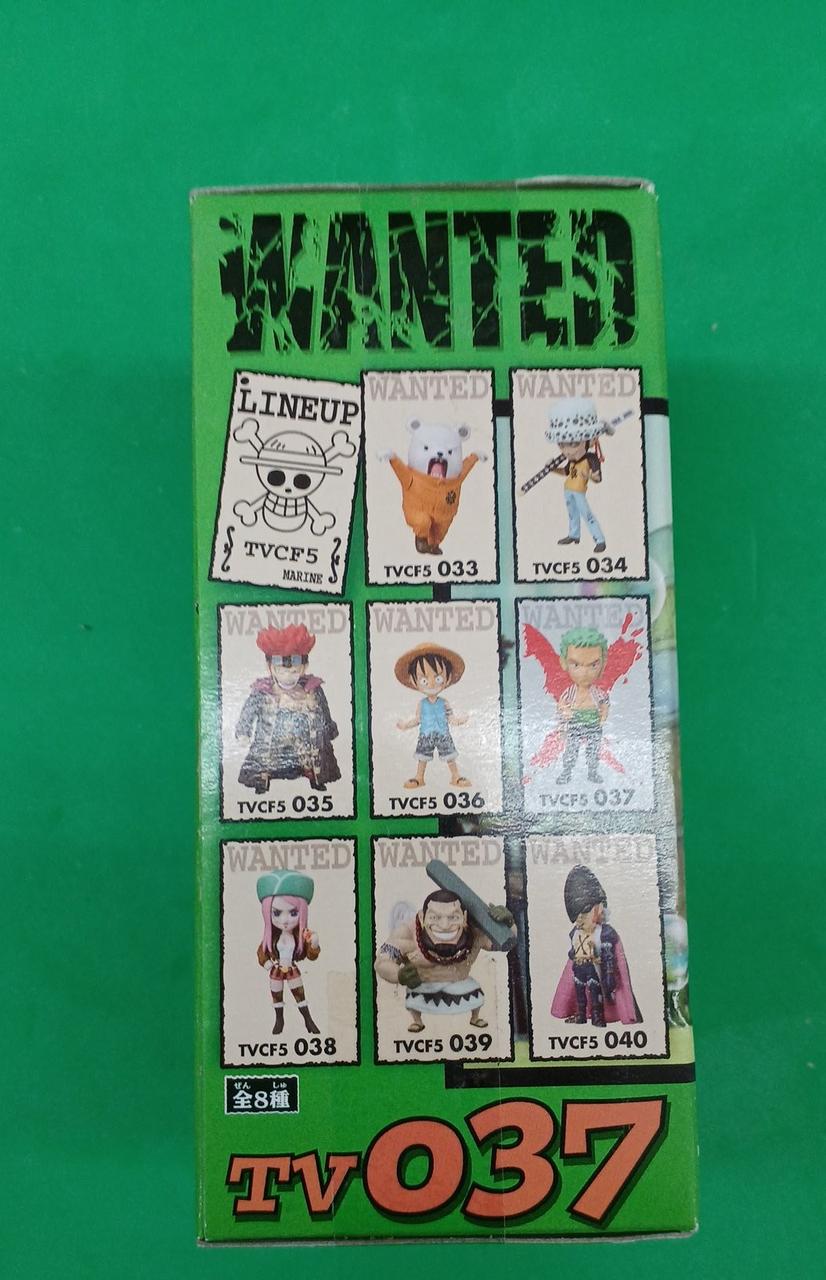 WANTED
LINEUP
TVCF5
MARINE
WANTED
TVCF5 033
WANTED
TVCF5 034
WANTED
TVCF5 035
WANTED
TVCF5 036
WANTED
TVCF5 037
WANTED
TVCF5 038
WANTED
TVCF5 039
WANTED
TVCF5 040
ぜん しゅ
全8種
TV037